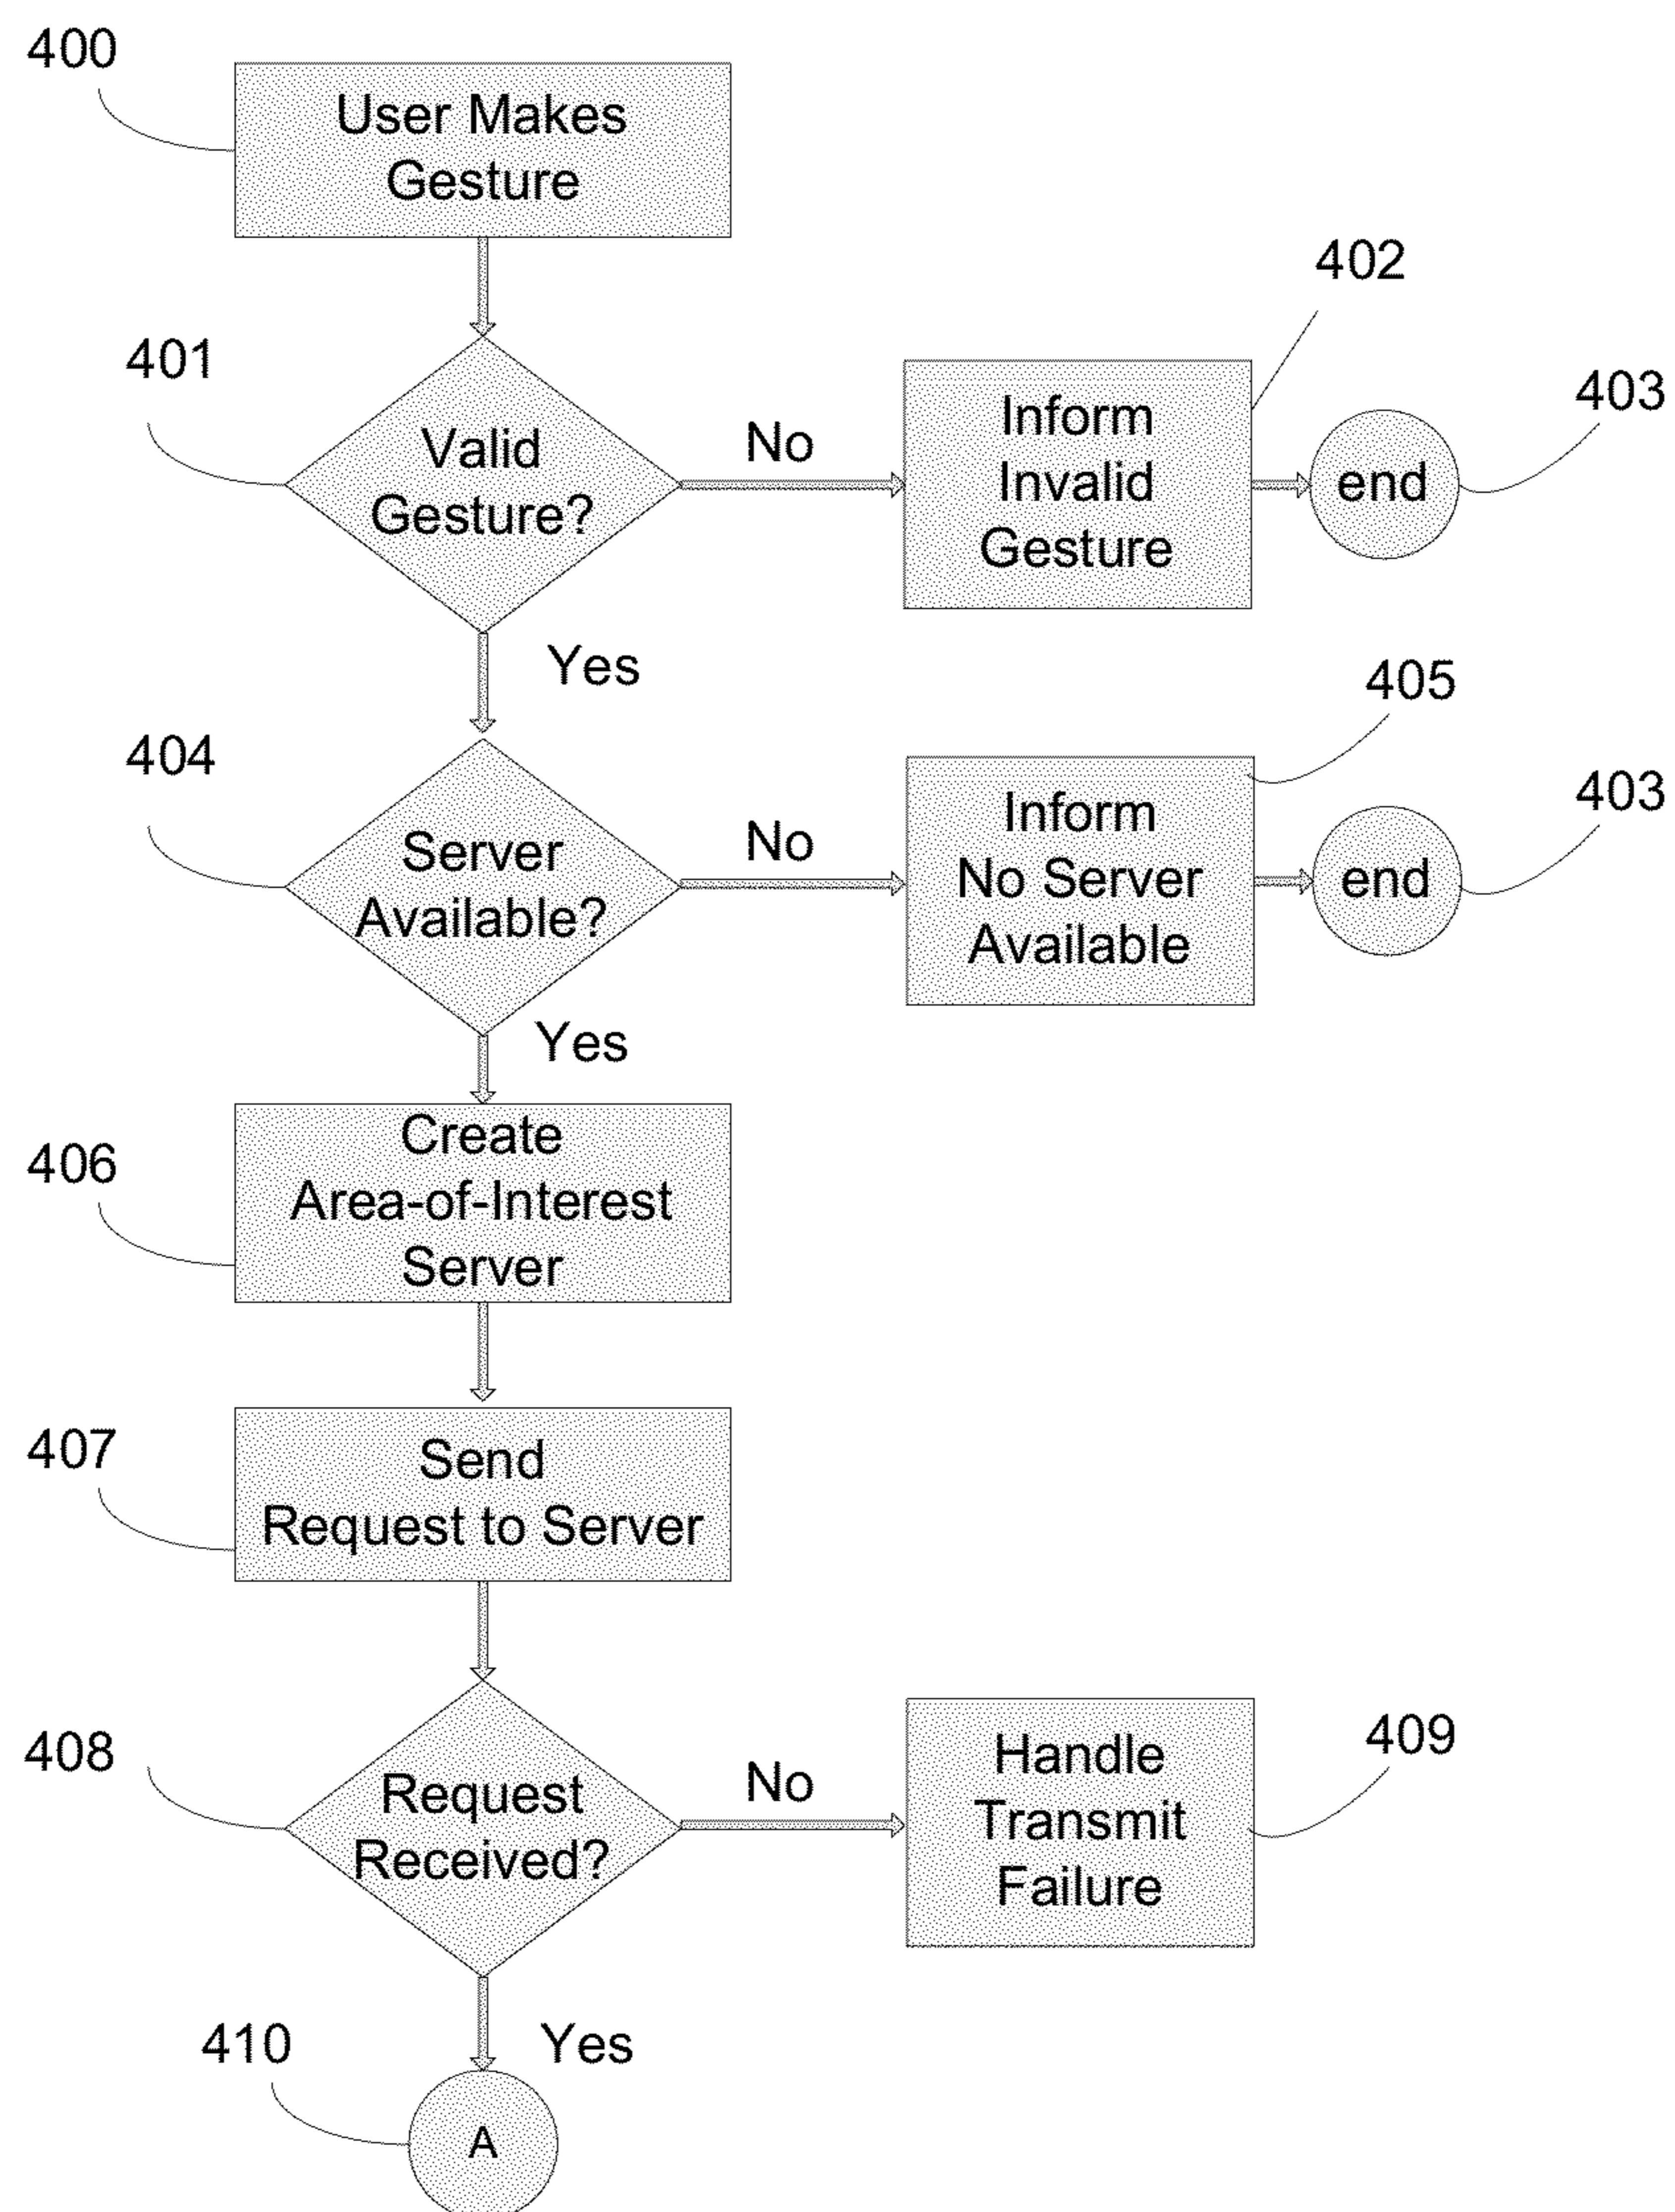 400
User Makes
Gesture
402
401
403
Valid
Gesture?
No
Inform
Invalid
Gesture
end
Yes
405
404
403
Server
Available?
No
Inform
No Server
Available
end
Yes
406
Create
Area-of-Interest
Server
407
Send
Request to Server
408
409
Request
Received?
No
Handle
Transmit
Failure
410
Yes
A